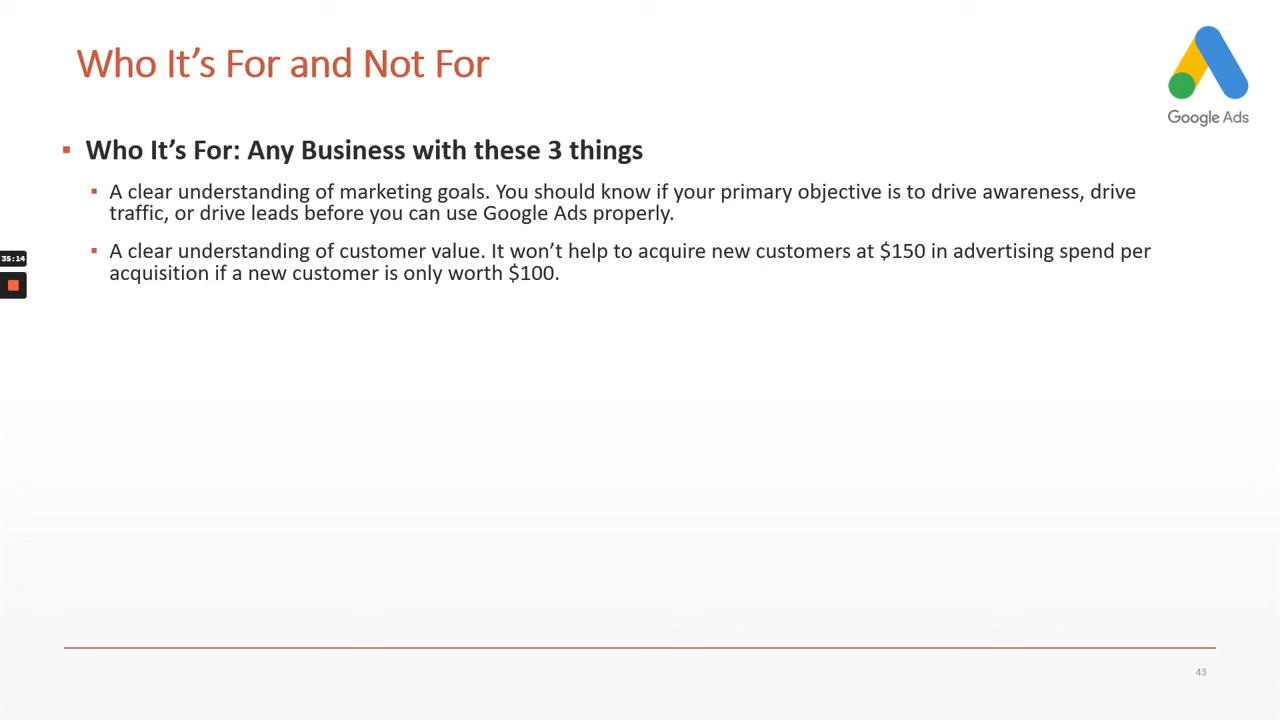 Who It’s For and Not For
Google Ads
▪ Who It’s For: Any Business with these 3 things
▪ A clear understanding of marketing goals. You should know if your primary objective is to drive awareness, drive
traffic, or drive leads before you can use Google Ads properly.
35:14
▪ A clear understanding of customer value. It won’t help to acquire new customers at $150 in advertising spend per
acquisition if a new customer is only worth $100.
43